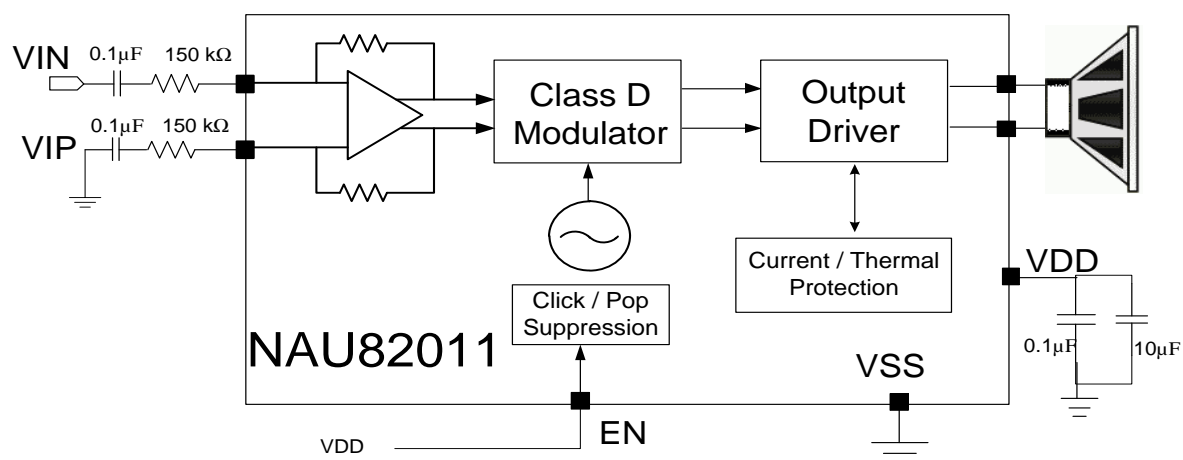 VIN
0.1µF
150 kΩ
VIP
0.1µF
150 kΩ
Class D
Modulator
Output
Driver
Click / Pop
Suppression
Current / Thermal
Protection
NAU82011
VDD
0.1µF
10µF
VSS
EN
VDD